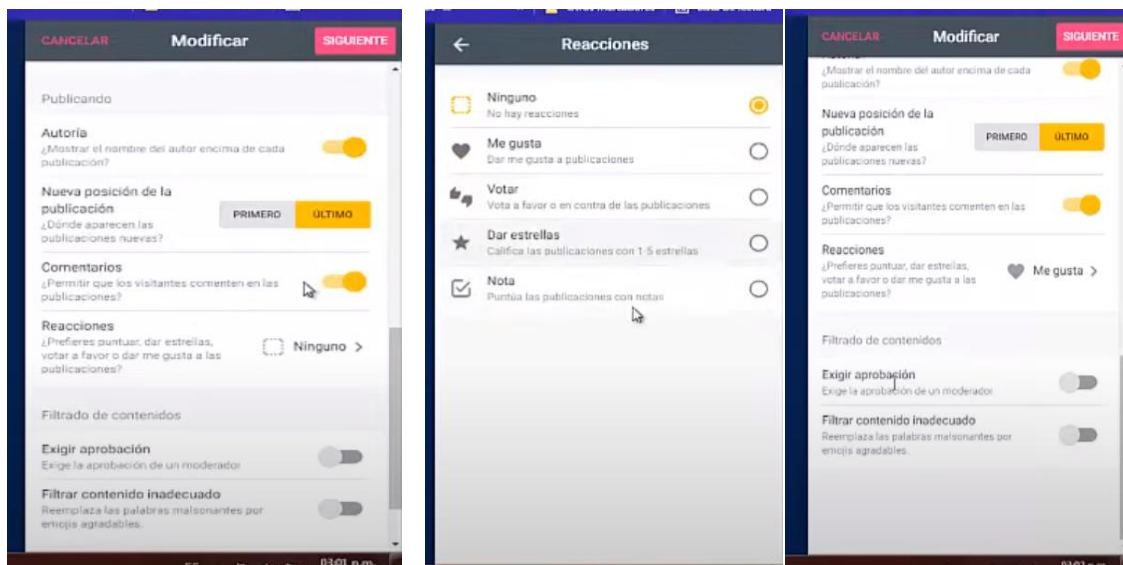 CANCELAR
Modificar
SIGUIENTE
Publicando
Autoría
¿Mostrar el nombre del autor encima de cada
publicación?
Nueva posición de la
publicación
¿Dónde aparecen las
publicaciones nuevas?
PRIMERO
ÚLTIMO
Comentarios
¿Permitir que los visitantes comenten en las
publicaciones?
Reacciones
¿Prefieres puntuar, dar estrellas,
votar a favor o dar me gusta a las
publicaciones?
Ninguno >
Filtrado de contenidos
Exigir aprobación
Exige la aprobación de un moderador
Filtrar contenido inadecuado
Reemplaza las palabras malsonantes por
emojis agradables.
03:01 p.m.
Reacciones
Ninguno
No hay reacciones
Me gusta
Dar me gusta a publicaciones
Votar
Vota a favor o en contra de las publicaciones
Dar estrellas
Califica las publicaciones con 1-5 estrellas
Nota
Puntúa las publicaciones con notas
CANCELAR
Modificar
SIGUIENTE
¿Mostrar el nombre del autor encima de cada
publicación?
Nueva posición de la
publicación
¿Dónde aparecen las
publicaciones nuevas?
PRIMERO
ÚLTIMO
Comentarios
¿Permitir que los visitantes comenten en las
publicaciones?
Reacciones
¿Prefieres puntuar, dar estrellas,
votar a favor o dar me gusta a las
publicaciones?
Me gusta >
Filtrado de contenidos
Exigir aprobación
Exige la aprobación de un moderador
Filtrar contenido inadecuado
Reemplaza las palabras malsonantes por
emojis agradables.